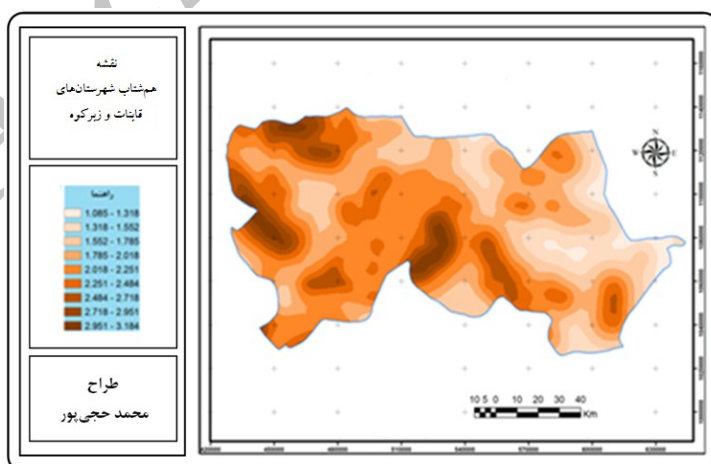 نقشه
هم‌شتاب شهرستان‌های
قاینات و زیرکوه
راهنما
1.085 - 1.318
1.318 - 1.552
1.552 - 1.785
1.785 - 2.018
2.018 - 2.251
2.251 - 2.484
2.484 - 2.718
2.718 - 2.951
2.951 - 3.184
طراح
محمد حجی‌پور
N
W E
S
10 5 0 10 20 30 40
Km